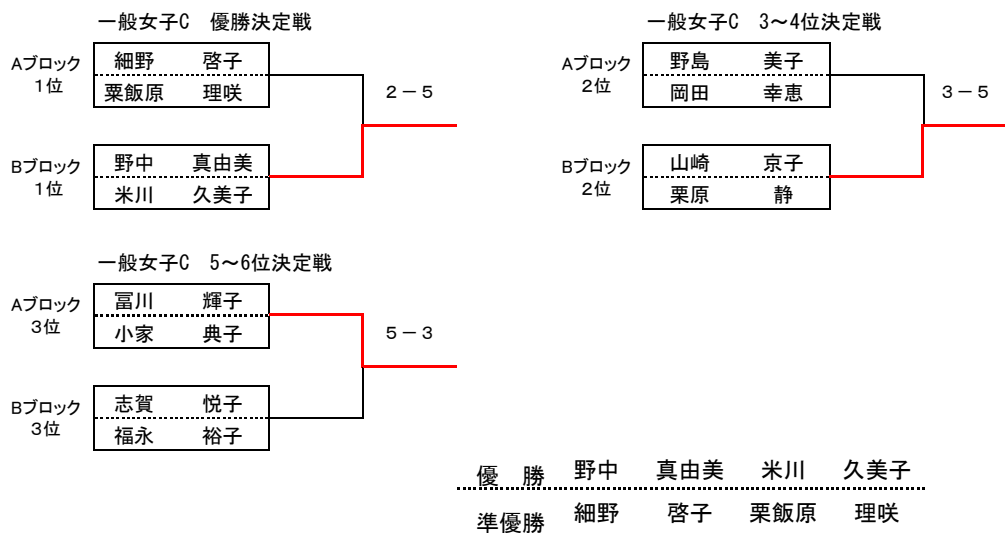 一般女子C　優勝決定戦
Aブロック
1位
細野　啓子
粟飯原　理咲
2－5
Bブロック
1位
野中　真由美
米川　久美子
一般女子C　3～4位決定戦
Aブロック
2位
野島　美子
岡田　幸恵
3－5
Bブロック
2位
山崎　京子
栗原　静
一般女子C　5～6位決定戦
Aブロック
3位
冨川　輝子
小家　典子
5－3
Bブロック
3位
志賀　悦子
福永　裕子
優　勝　野中　真由美　米川　久美子
準優勝　細野　啓子　粟飯原　理咲